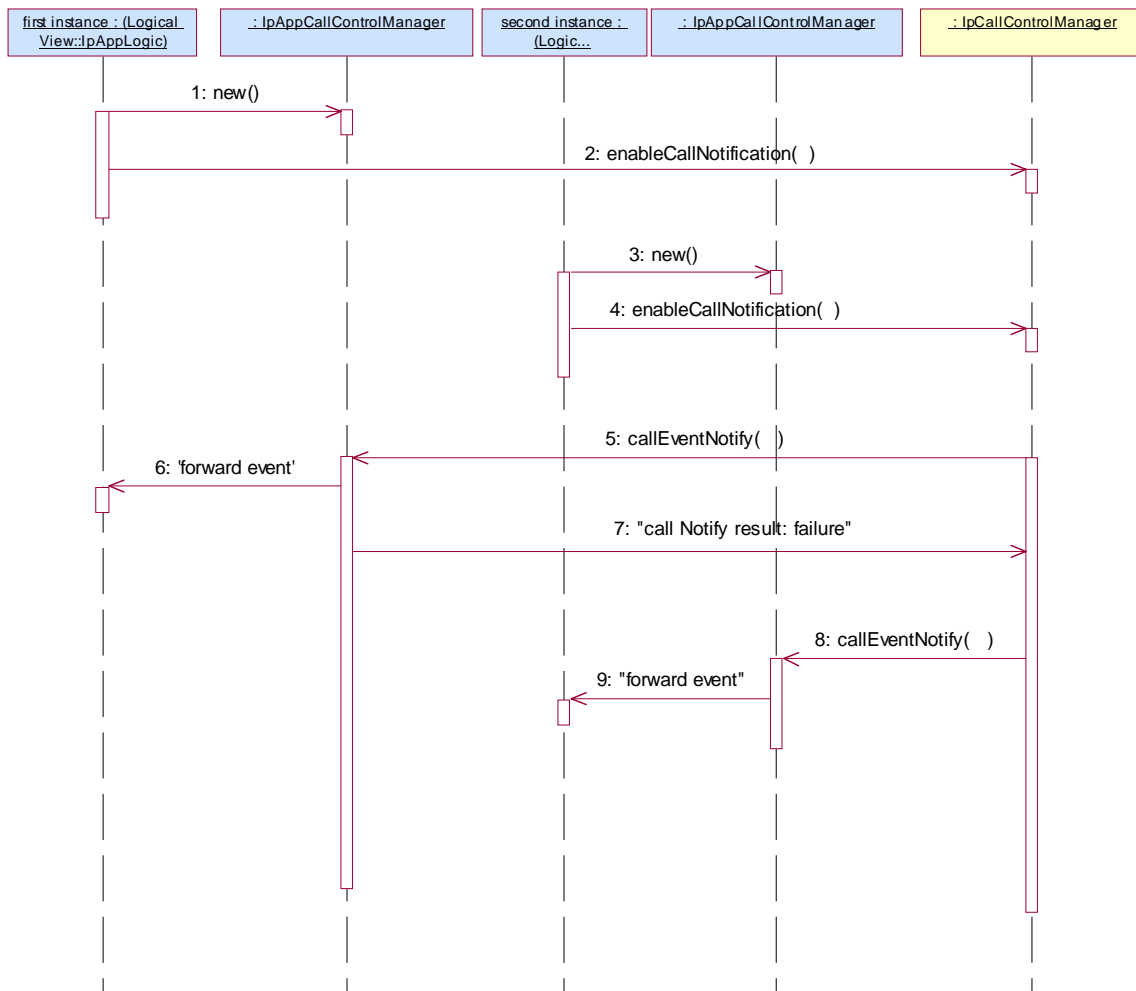 first instance : (Logical
View::IpAppLogic)
: IpAppCallControlManager
second instance :
(Logic...
: IpAppCallControlManager
: IpCallControlManager
1: new()
2: enableCallNotification( )
3: new()
4: enableCallNotification( )
5: callEventNotify( )
6: 'forward event'
7: "call Notify result: failure"
8: callEventNotify( )
9: "forward event"